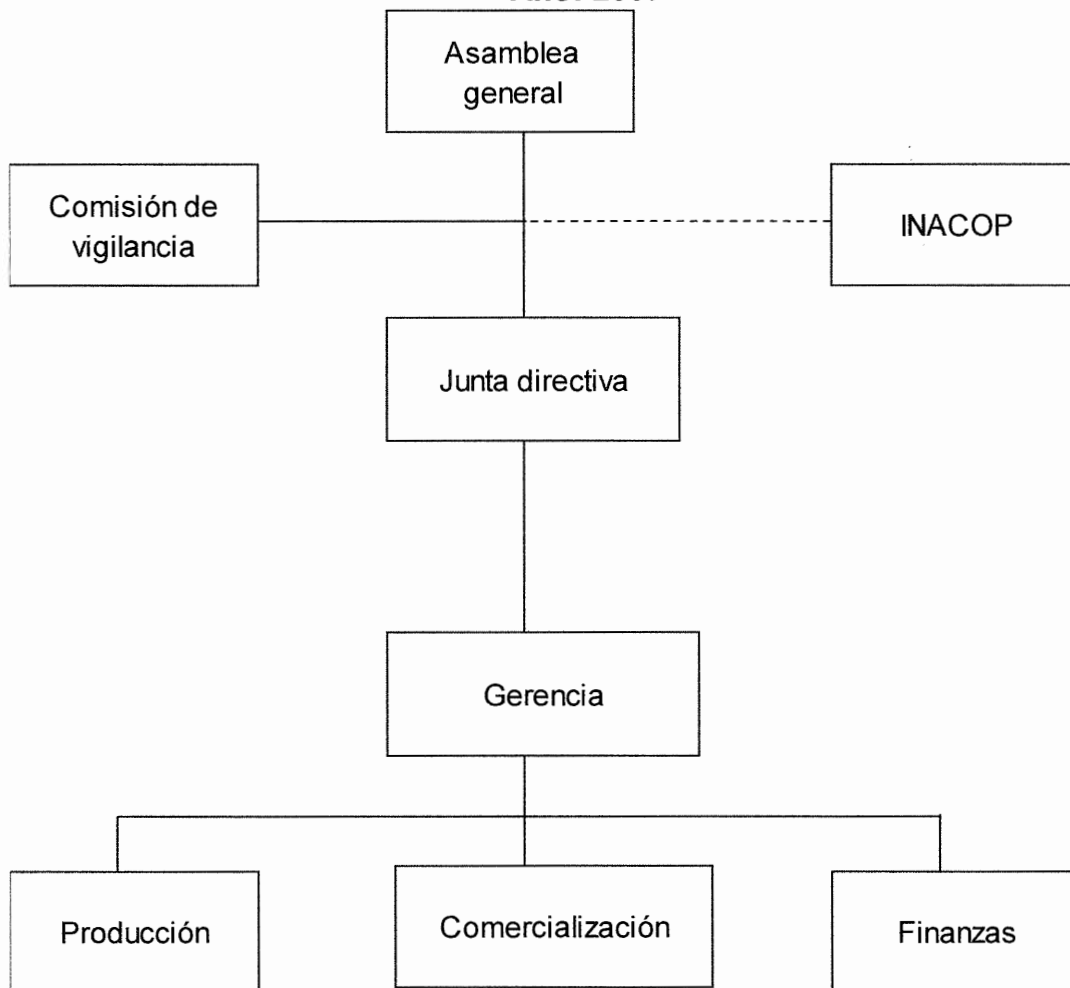 Asamblea
general
Comisión de
vigilancia
INACOP
Junta directiva
Gerencia
Producción
Comercialización
Finanzas